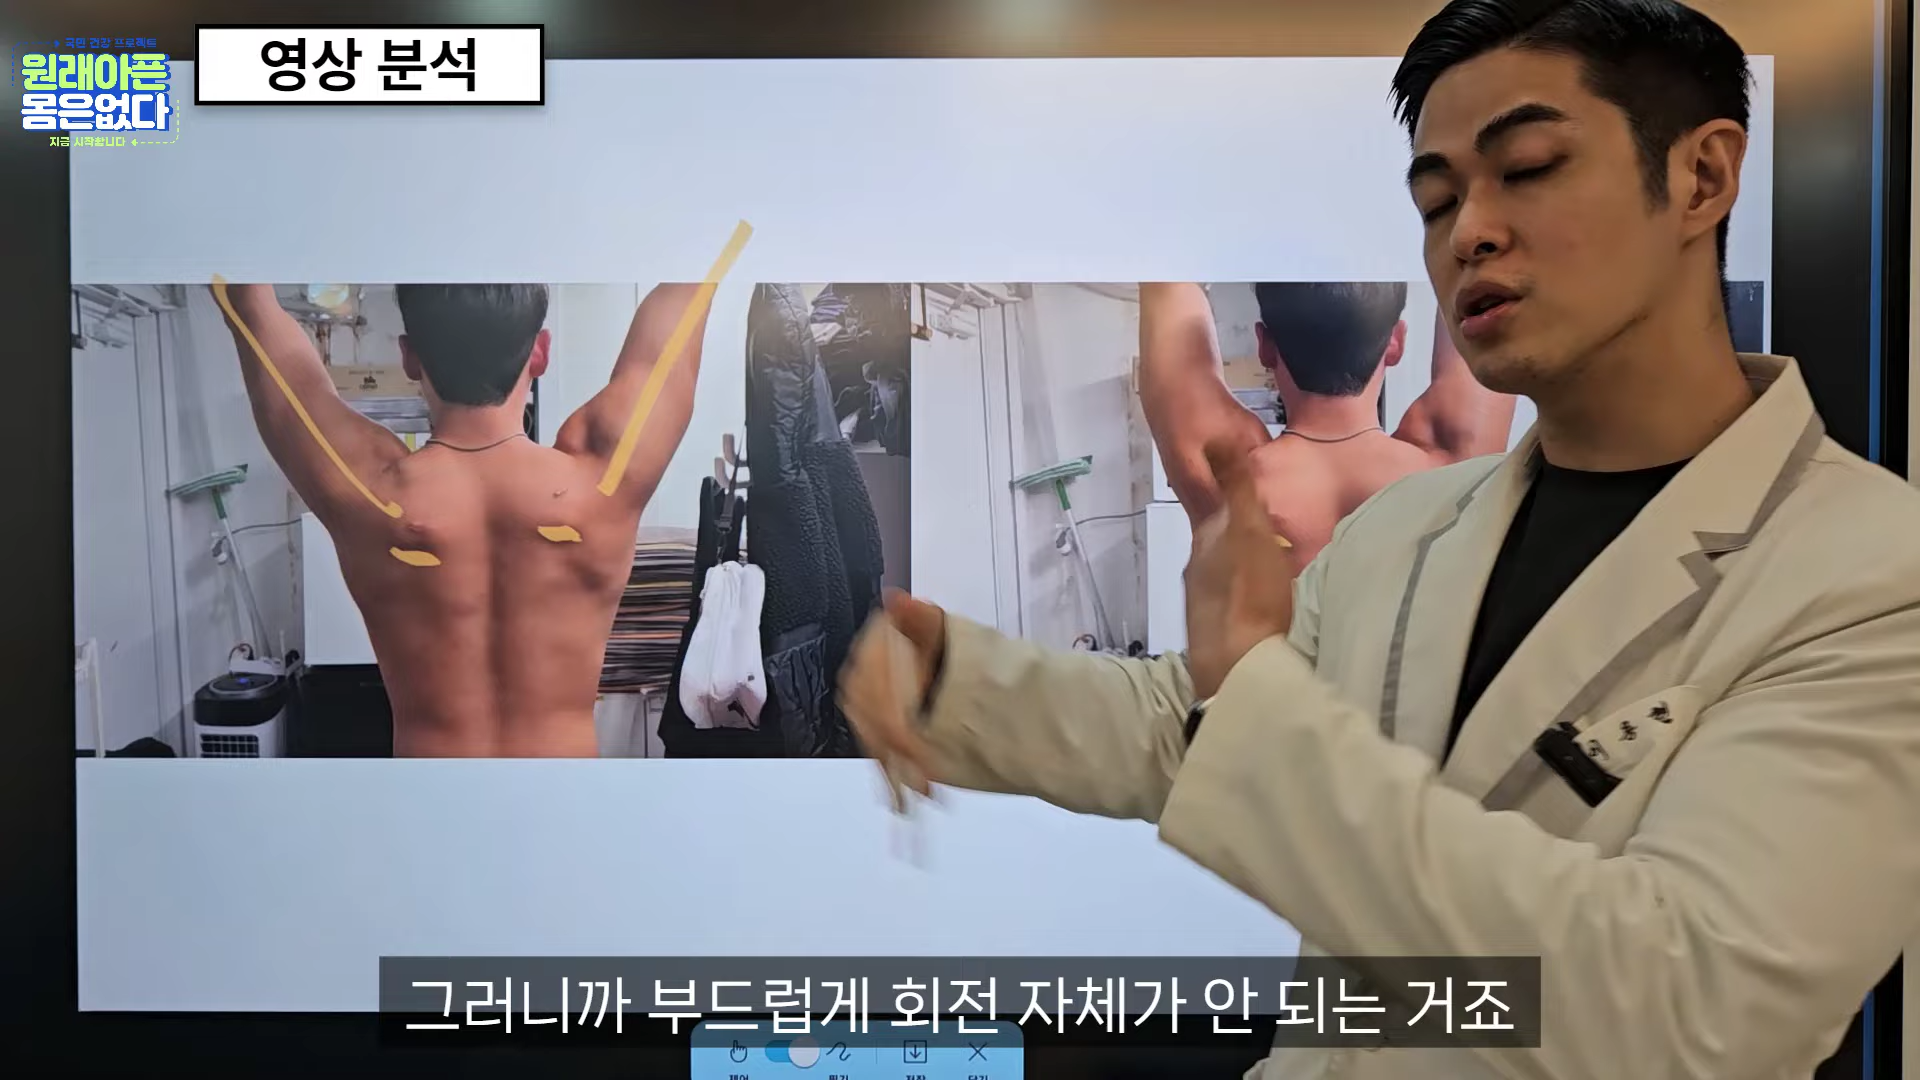 국민 건강 프로젝트
원래아픈
몸은없다
지금 시작합니다
영상 분석
그러니까 부드럽게 회전 자체가 안 되는 거죠